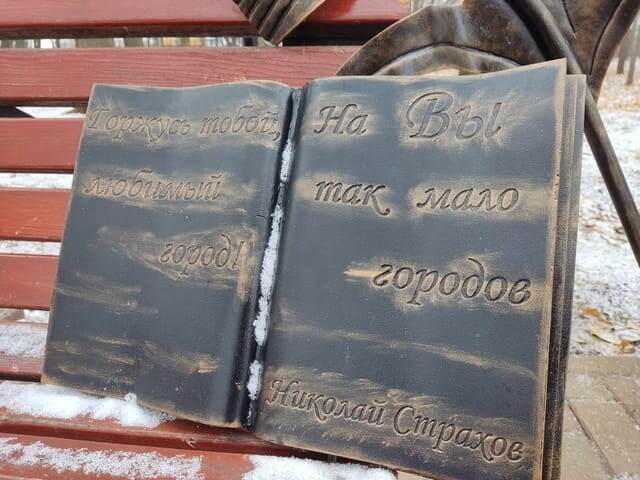 Горжусь тобой,
любимый
город!
На Вы
так мало
городов
Николай Страхов